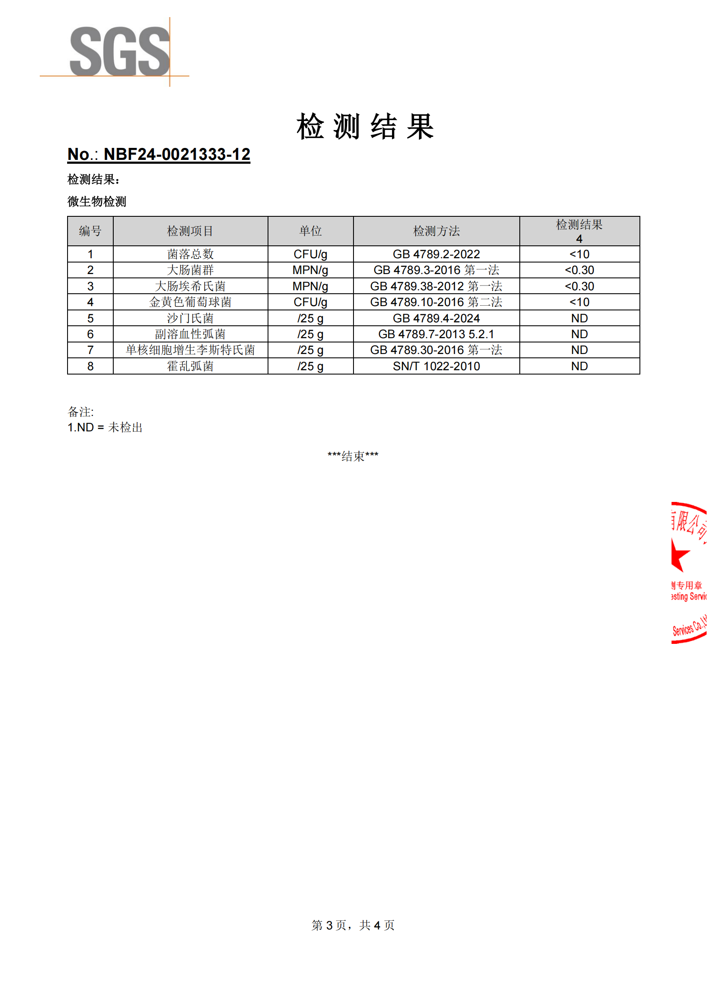 SGS
检测结果
No.: NBF24-0021333-12
检测结果：
微生物检测
编号 检测项目 单位 检测方法 检测结果 4
1 菌落总数 CFU/g GB 4789.2-2022 <10
2 大肠菌群 MPN/g GB 4789.3-2016 第一法 <0.30
3 大肠埃希氏菌 MPN/g GB 4789.38-2012 第一法 <0.30
4 金黄色葡萄球菌 CFU/g GB 4789.10-2016 第二法 <10
5 沙门氏菌 /25 g GB 4789.4-2024 ND
6 副溶血性弧菌 /25 g GB 4789.7-2013 5.2.1 ND
7 单核细胞增生李斯特氏菌 /25 g GB 4789.30-2016 第一法 ND
8 霍乱弧菌 /25 g SN/T 1022-2010 ND
备注:
1.ND = 未检出
***结束***
限公司
专用章
Services Co.,
第 3 页，共 4 页